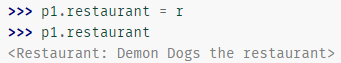 >>> p1.restaurant = r
>>> p1.restaurant
<Restaurant: Demon Dogs the restaurant>